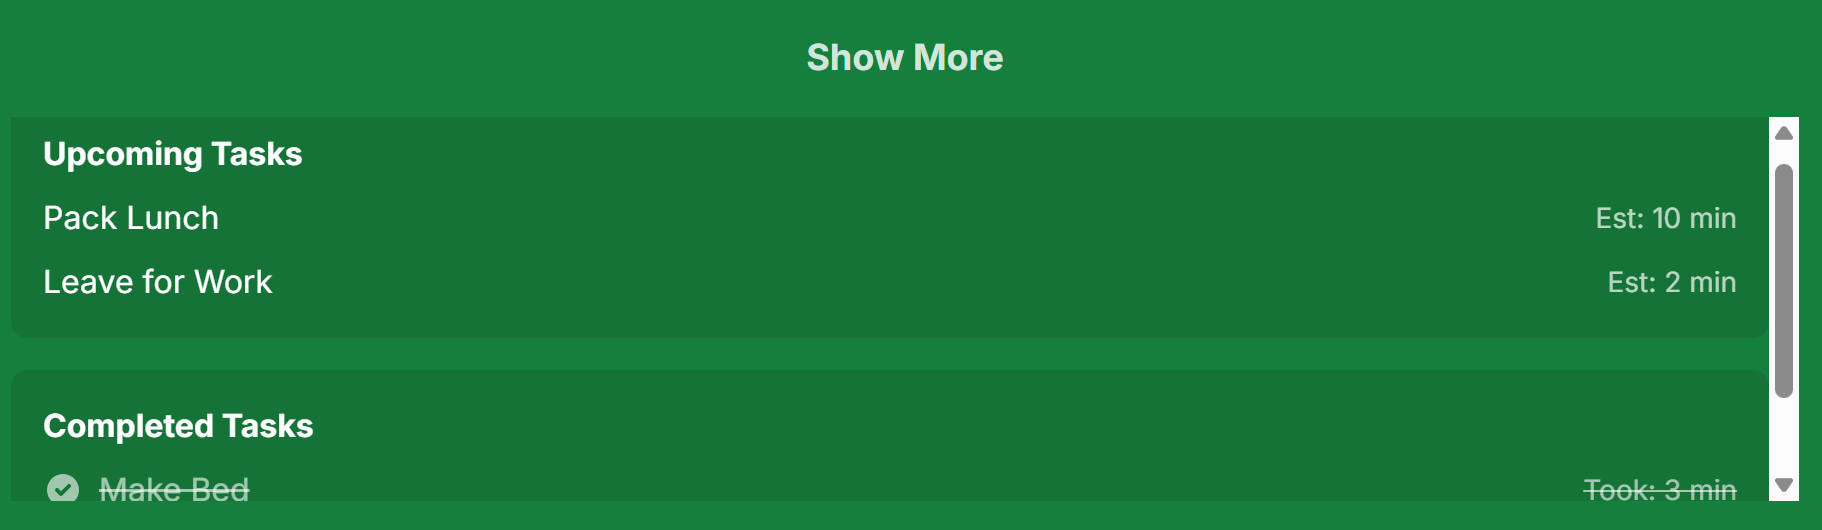 Show More
Upcoming Tasks
Pack Lunch Est: 10 min
Leave for Work Est: 2 min
Completed Tasks
Make Bed Took: 3 min